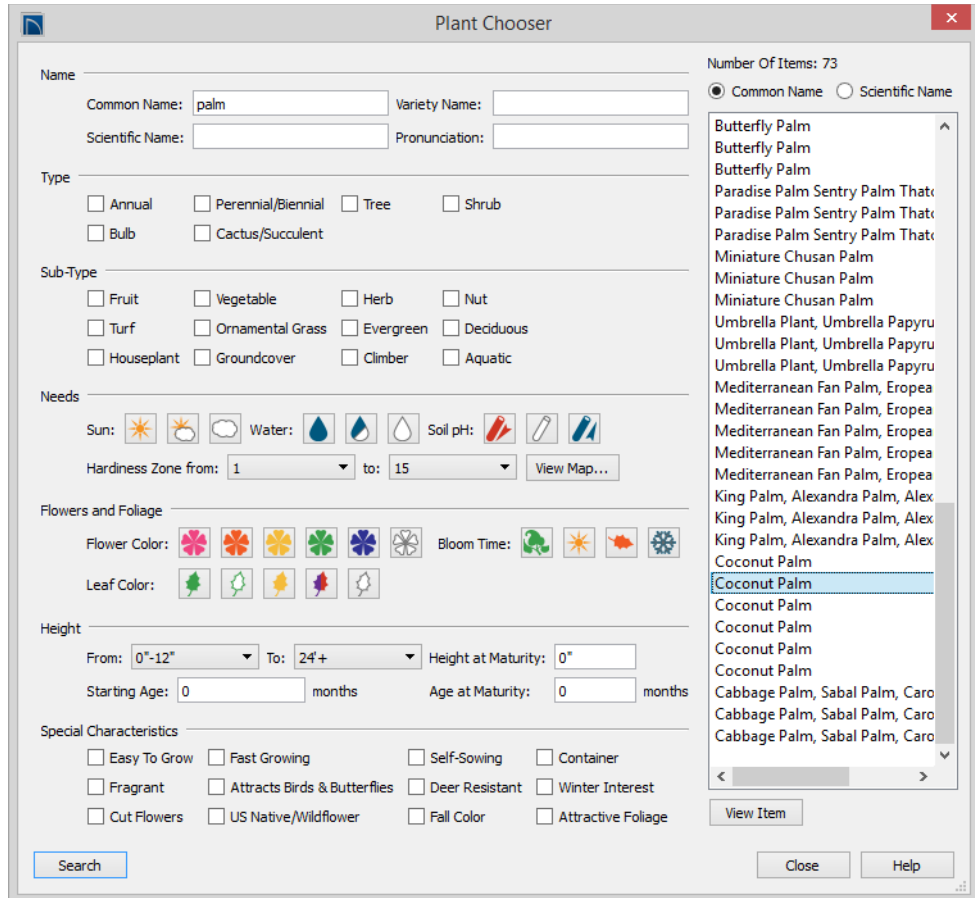 Plant Chooser
Name
Common Name: palm Variety Name:
Scientific Name: Pronunciation:
Type
Annual Perennial/Biennial Tree Shrub
Bulb Cactus/Succulent
Sub-Type
Fruit Vegetable Herb Nut
Turf Ornamental Grass Evergreen Deciduous
Houseplant Groundcover Climber Aquatic
Needs
Sun: Water: Soil pH:
Hardiness Zone from: 1 to: 15 View Map...
Flowers and Foliage
Flower Color: Bloom Time:
Leaf Color:
Height
From: 0"-12" To: 24'+ Height at Maturity: 0"
Starting Age: 0 months Age at Maturity: 0 months
Special Characteristics
Easy To Grow Fast Growing Self-Sowing Container
Fragrant Attracts Birds & Butterflies Deer Resistant Winter Interest
Cut Flowers US Native/Wildflower Fall Color Attractive Foliage
Search
Number Of Items: 73
Common Name Scientific Name
Butterfly Palm
Butterfly Palm
Butterfly Palm
Paradise Palm Sentry Palm Thatc
Paradise Palm Sentry Palm Thatc
Paradise Palm Sentry Palm Thatc
Miniature Chusan Palm
Miniature Chusan Palm
Miniature Chusan Palm
Umbrella Plant, Umbrella Papyru
Umbrella Plant, Umbrella Papyru
Umbrella Plant, Umbrella Papyru
Mediterranean Fan Palm, Eropea
Mediterranean Fan Palm, Eropea
Mediterranean Fan Palm, Eropea
Mediterranean Fan Palm, Eropea
Mediterranean Fan Palm, Eropea
King Palm, Alexandra Palm, Alex
King Palm, Alexandra Palm, Alex
King Palm, Alexandra Palm, Alex
Coconut Palm
Coconut Palm
Coconut Palm
Coconut Palm
Coconut Palm
Coconut Palm
Cabbage Palm, Sabal Palm, Caro
Cabbage Palm, Sabal Palm, Caro
Cabbage Palm, Sabal Palm, Caro
View Item
Close Help